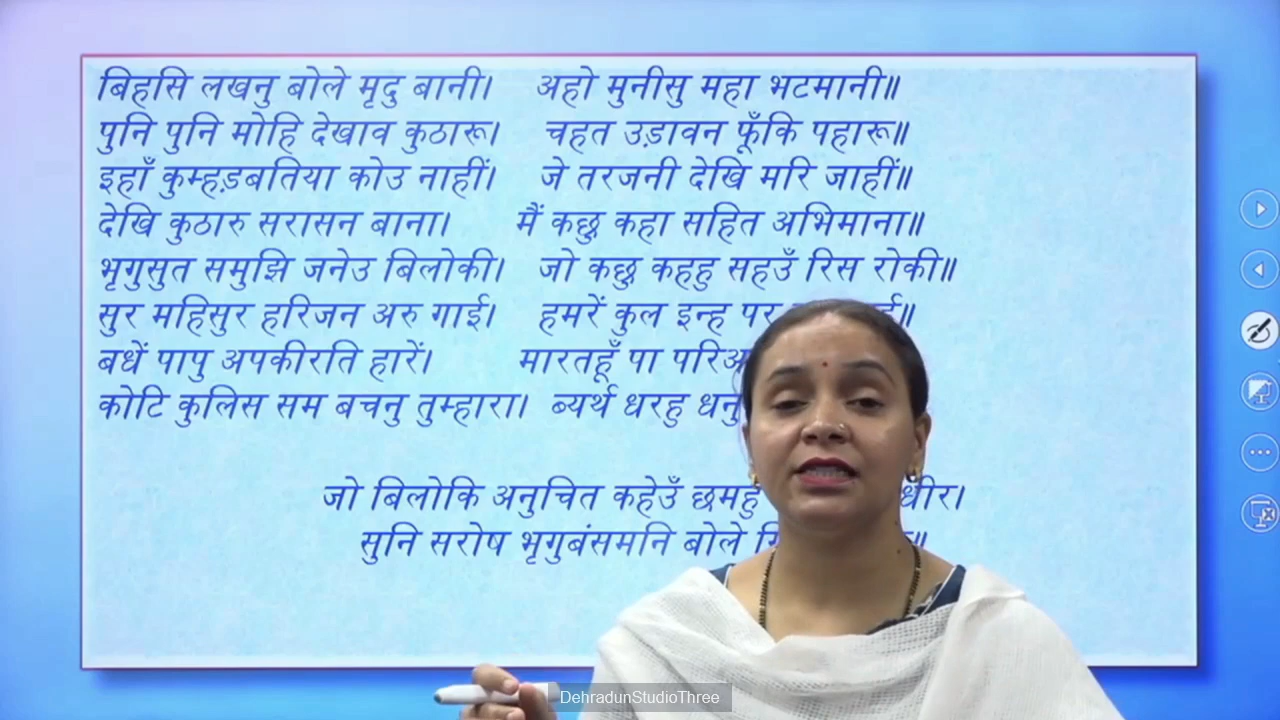 बिहसि लखनु बोले मृदु बानी। अहो मुनीसु महा भटमानी॥
पुनि पुनि मोहि देखाव कुठारू। चहत उड़ावन फूँकि पहारू॥
इहाँ कुम्हड़बतिया कोउ नाहीं। जे तरजनी देखि मरि जाहीं॥
देखि कुठारु सरासन बाना। मैं कछु कहा सहित अभिमाना॥
भृगुसुत समुझि जनेउ बिलोकी। जो कछु कहहु सहउँ रिस रोकी॥
सुर महिसुर हरिजन अरु गाई। हमरें कुल इन्ह पर
बधें पापु अपकीरति हारें। मारतहूँ पा
कोटि कुलिस सम बचनु तुम्हारा। ब्यर्थ धरहु
जो बिलोकि अनुचित कहेउँ छमहु
सुनि सरोष भृगुबंसमनि बोले
DehradunStudioThree